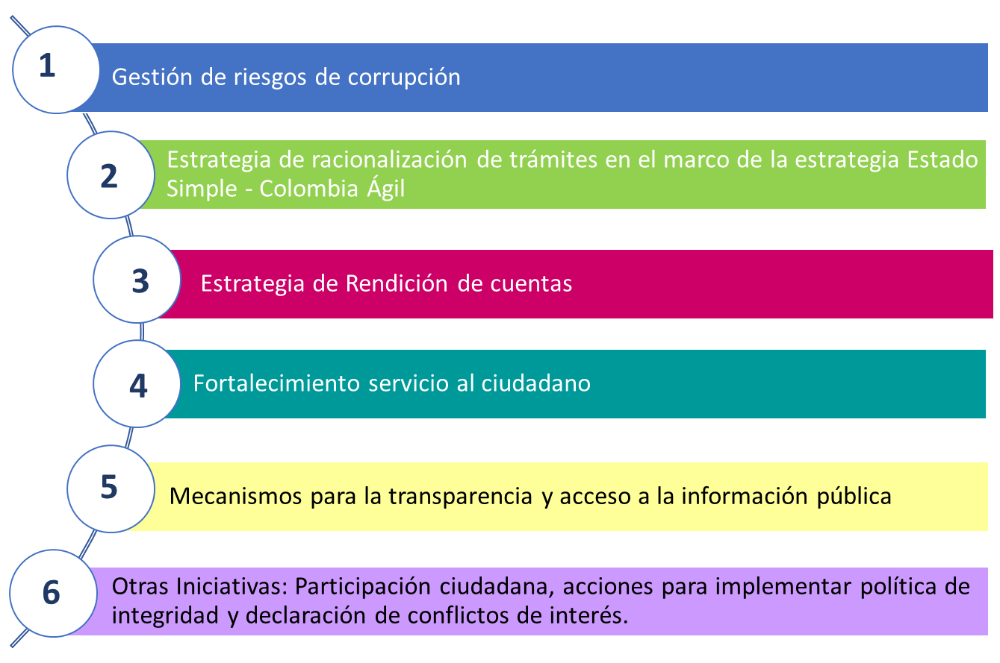 1
Gestión de riesgos de corrupción
2
Estrategia de racionalización de trámites en el marco de la estrategia Estado
Simple - Colombia Ágil
3
Estrategia de Rendición de cuentas
4
Fortalecimiento servicio al ciudadano
5
Mecanismos para la transparencia y acceso a la información pública
6
Otras Iniciativas: Participación ciudadana, acciones para implementar política de
integridad y declaración de conflictos de interés.